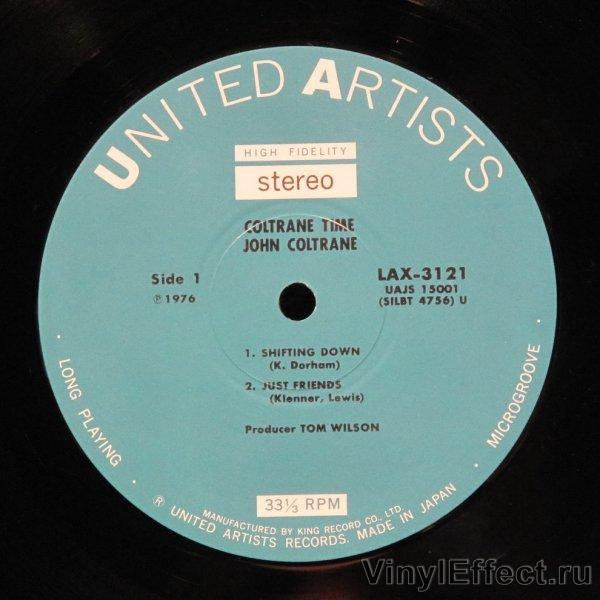 UNITED ARTISTS
HIGH FIDELITY
stereo
COLTRANE TIME
JOHN COLTRANE
Side 1
℗ 1976
LAX-3121
UAJS 15001
(SILBT 4756) U
1. SHIFTING DOWN
(K. Dorham)
2. JUST FRIENDS
(Klenner, Lewis)
Producer TOM WILSON
· LONG PLAYING ·
· MICROGROOVE ·
33⅓ RPM
MANUFACTURED BY KING RECORD CO., LTD.
® UNITED ARTISTS RECORDS. MADE IN JAPAN
VinylEffect.ru